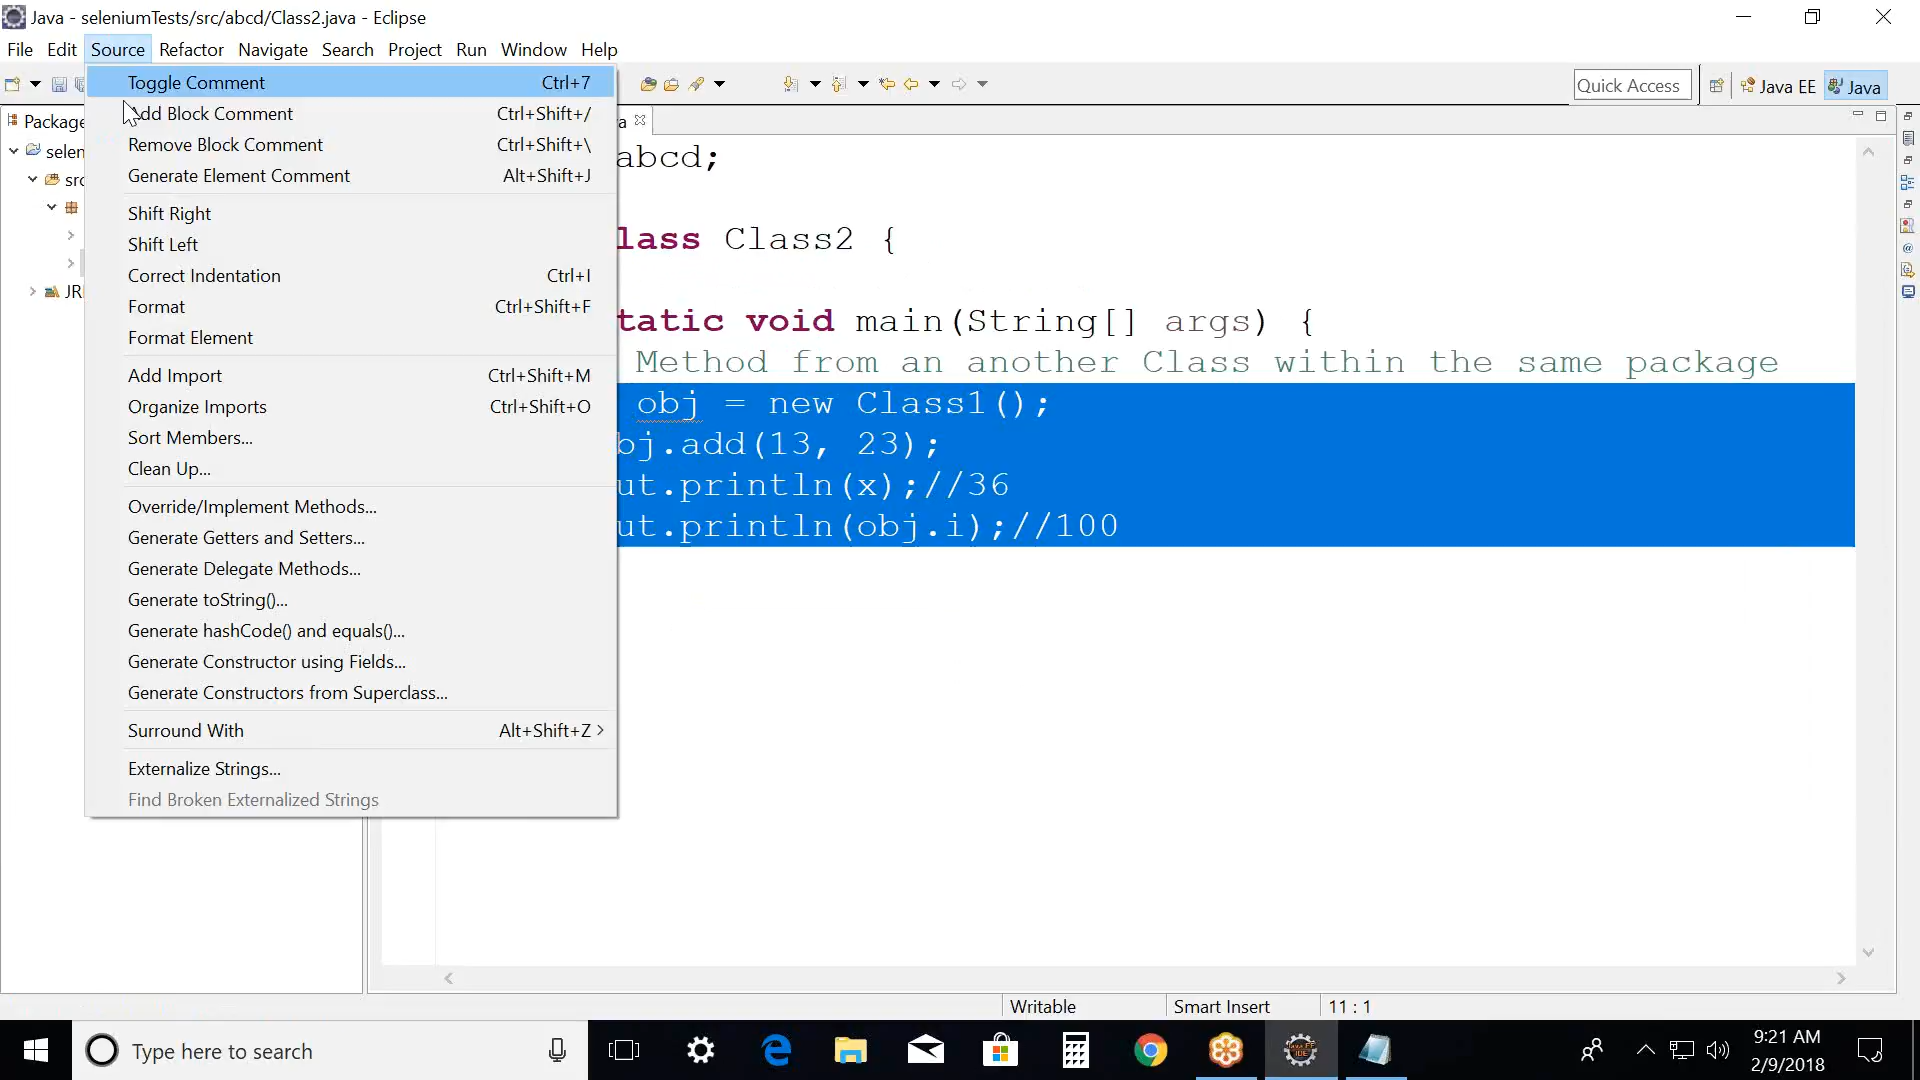 Java - seleniumTests/src/abcd/Class2.java - Eclipse
File Edit Source Refactor Navigate Search Project Run Window Help
Quick Access
Java EE
Java
Toggle Comment Ctrl+7
Add Block Comment Ctrl+Shift+/
Remove Block Comment Ctrl+Shift+\
Generate Element Comment Alt+Shift+J
Shift Right
Shift Left
Correct Indentation Ctrl+I
Format Ctrl+Shift+F
Format Element
Add Import Ctrl+Shift+M
Organize Imports Ctrl+Shift+O
Sort Members...
Clean Up...
Override/Implement Methods...
Generate Getters and Setters...
Generate Delegate Methods...
Generate toString()...
Generate hashCode() and equals()...
Generate Constructor using Fields...
Generate Constructors from Superclass...
Surround With Alt+Shift+Z
Externalize Strings...
Find Broken Externalized Strings
Package
selen
src
JRE
a
abcd;
lass Class2 {
tatic void main(String[] args) {
Method from an another Class within the same package
obj = new Class1();
bj.add(13, 23);
ut.println(x);//36
ut.println(obj.i);//100
Writable Smart Insert 11 : 1
Type here to search
9:21 AM
2/9/2018